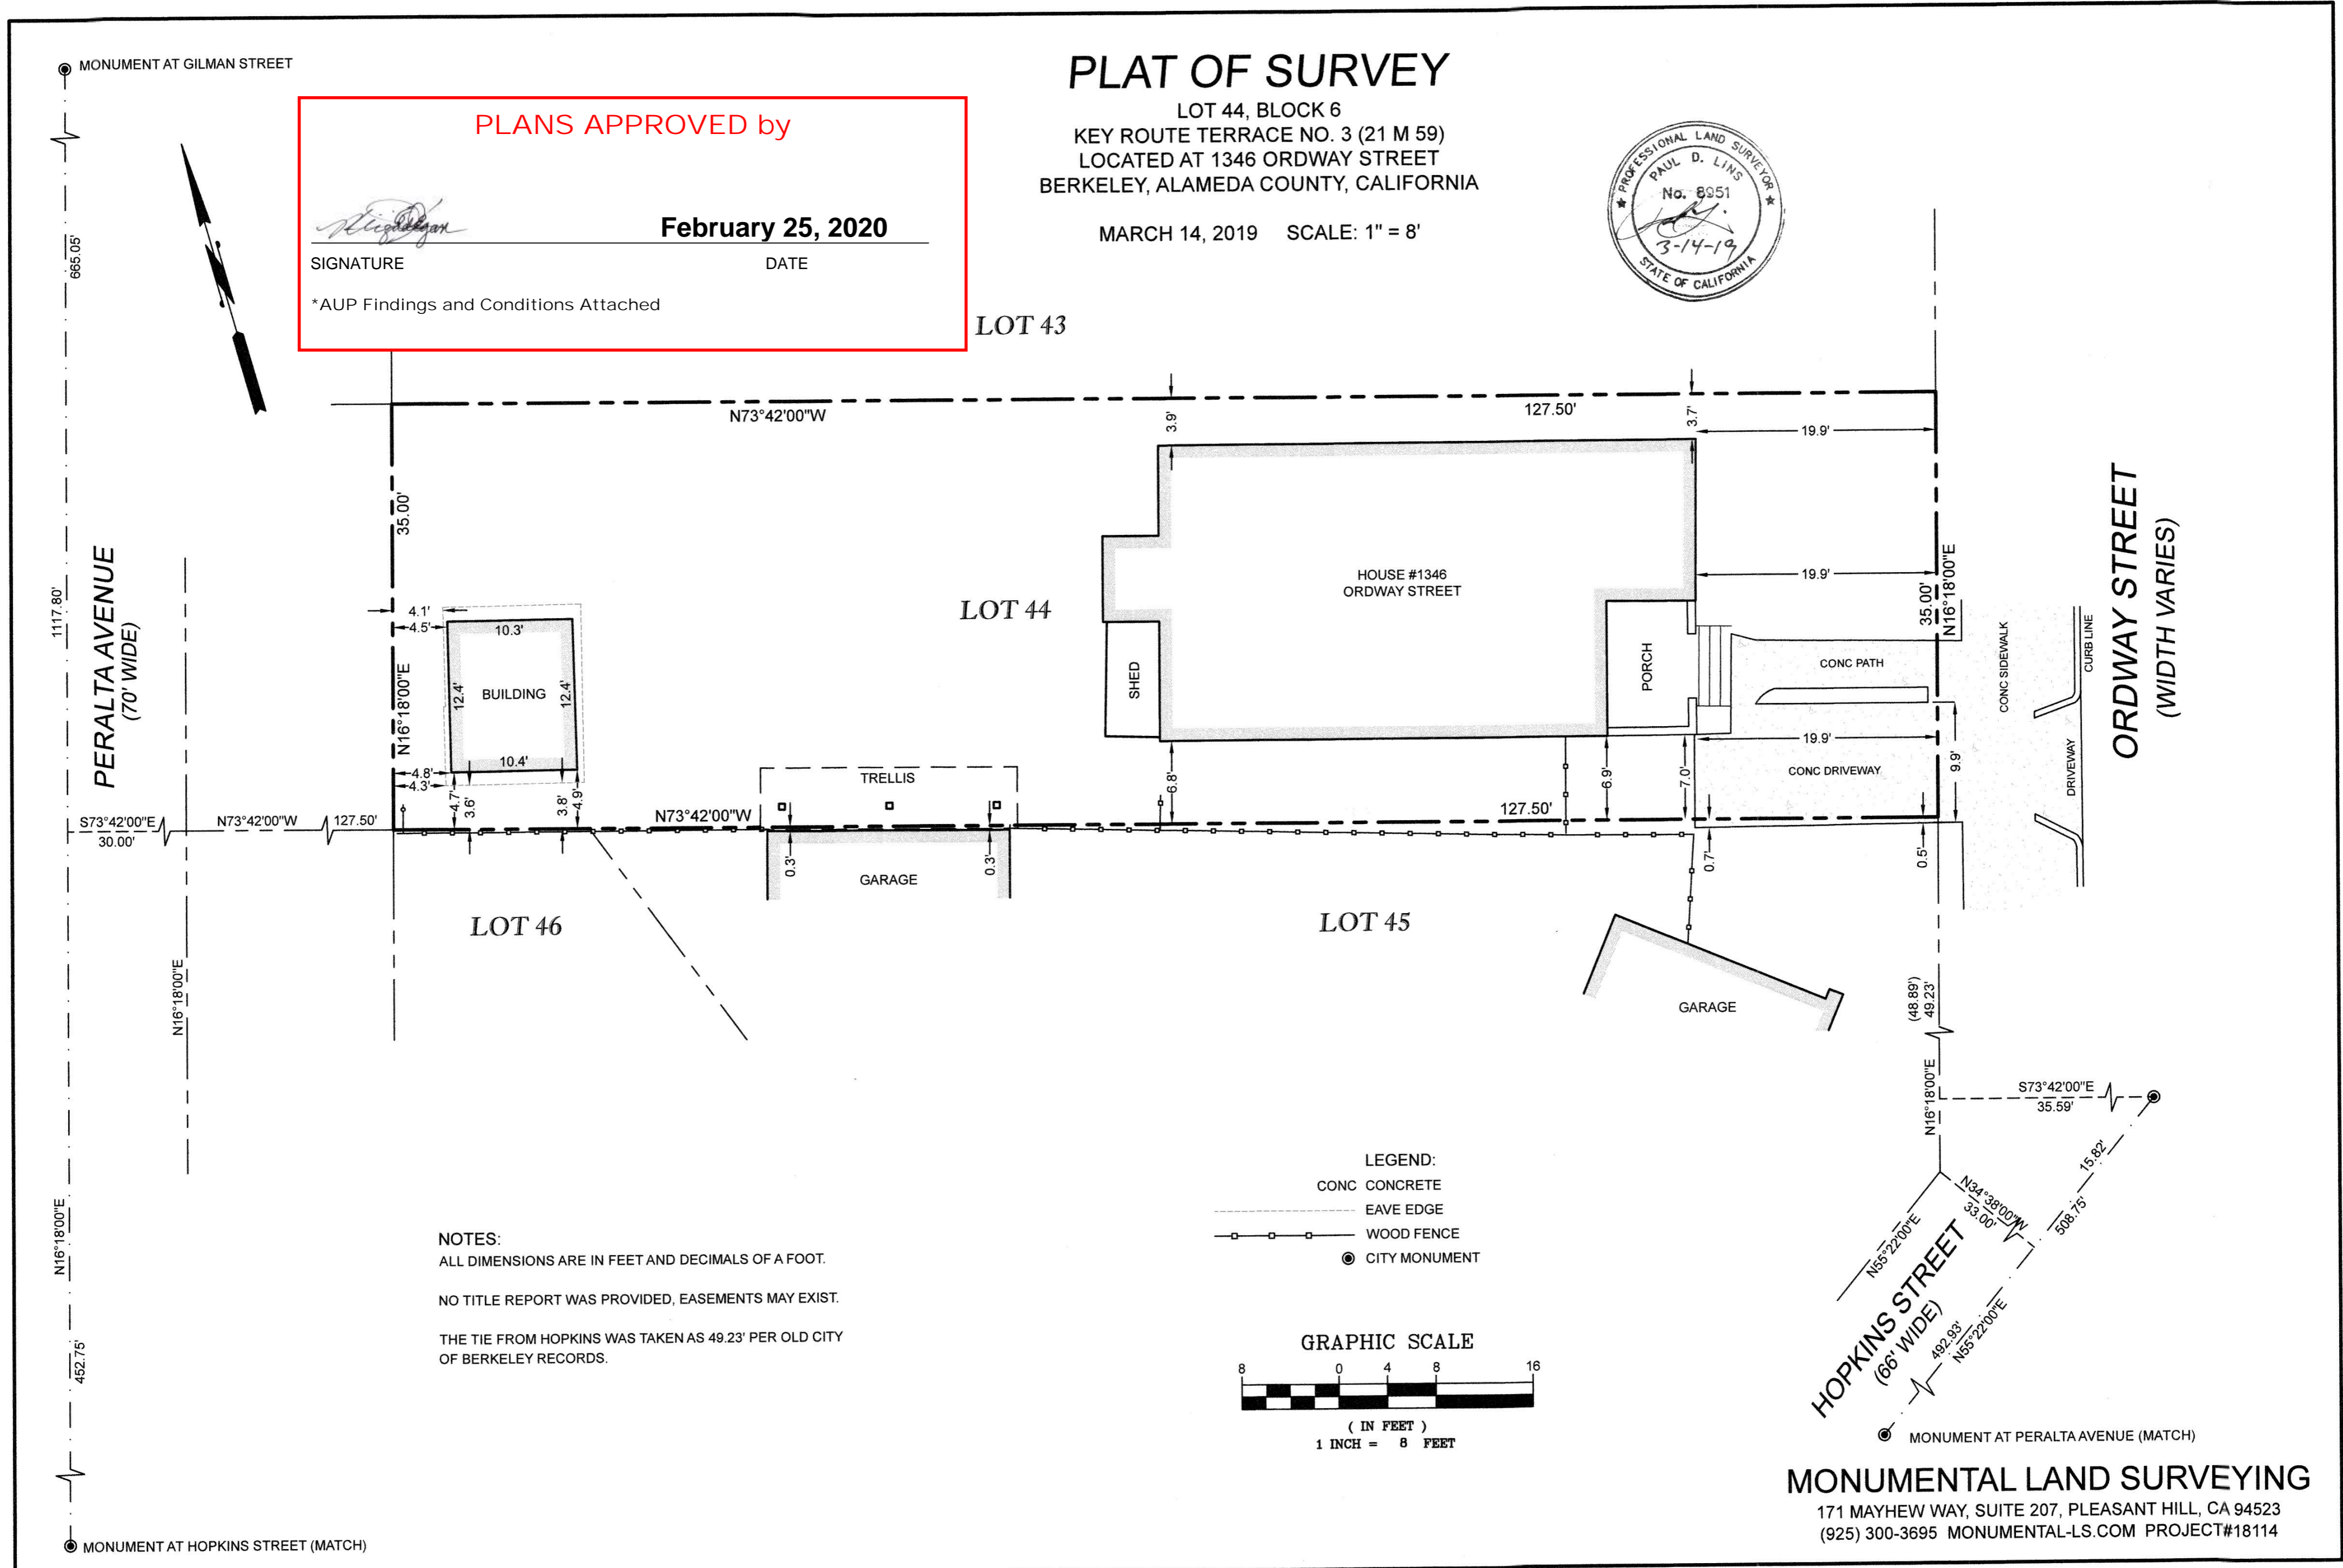 MONUMENT AT GILMAN STREET
PLAT OF SURVEY
LOT 44, BLOCK 6
KEY ROUTE TERRACE NO. 3 (21 M 59)
LOCATED AT 1346 ORDWAY STREET
BERKELEY, ALAMEDA COUNTY, CALIFORNIA
MARCH 14, 2019 SCALE: 1" = 8'
PLANS APPROVED by
February 25, 2020
SIGNATURE DATE
*AUP Findings and Conditions Attached
PROFESSIONAL LAND SURVEYOR
PAUL D. LINS
No. 8951
3-14-19
STATE OF CALIFORNIA
LOT 43
665.05'
1117.80'
PERALTA AVENUE
(70' WIDE)
N73°42'00"W
127.50'
3.9'
3.7'
19.9'
35.00'
N16°18'00"E
HOUSE #1346
ORDWAY STREET
19.9'
35.00'
N16°18'00"E
LOT 44
4.1'
4.5'
10.3'
12.4'
BUILDING
12.4'
10.4'
4.8'
4.3'
4.7'
3.6'
3.8'
4.9'
SHED
PORCH
CONC PATH
CONC SIDEWALK
CURB LINE
ORDWAY STREET
(WIDTH VARIES)
19.9'
CONC DRIVEWAY
9.9'
DRIVEWAY
TRELLIS
6.8'
6.9'
7.0'
S73°42'00"E
30.00'
N73°42'00"W
127.50'
N73°42'00"W
127.50'
0.3'
GARAGE
0.3'
0.7'
0.5'
LOT 46
LOT 45
GARAGE
N16°18'00"E
(48.89')
49.23'
N16°18'00"E
S73°42'00"E
35.59'
15.82'
N34°38'00"W
33.00'
508.75'
N55°22'00"E
HOPKINS STREET
(66' WIDE)
492.93'
N55°22'00"E
MONUMENT AT PERALTA AVENUE (MATCH)
N16°18'00"E
452.75'
NOTES:
ALL DIMENSIONS ARE IN FEET AND DECIMALS OF A FOOT.
NO TITLE REPORT WAS PROVIDED, EASEMENTS MAY EXIST.
THE TIE FROM HOPKINS WAS TAKEN AS 49.23' PER OLD CITY
OF BERKELEY RECORDS.
LEGEND:
CONC CONCRETE
EAVE EDGE
WOOD FENCE
CITY MONUMENT
GRAPHIC SCALE
8 0 4 8 16
( IN FEET )
1 INCH = 8 FEET
MONUMENTAL LAND SURVEYING
171 MAYHEW WAY, SUITE 207, PLEASANT HILL, CA 94523
(925) 300-3695 MONUMENTAL-LS.COM PROJECT#18114
MONUMENT AT HOPKINS STREET (MATCH)